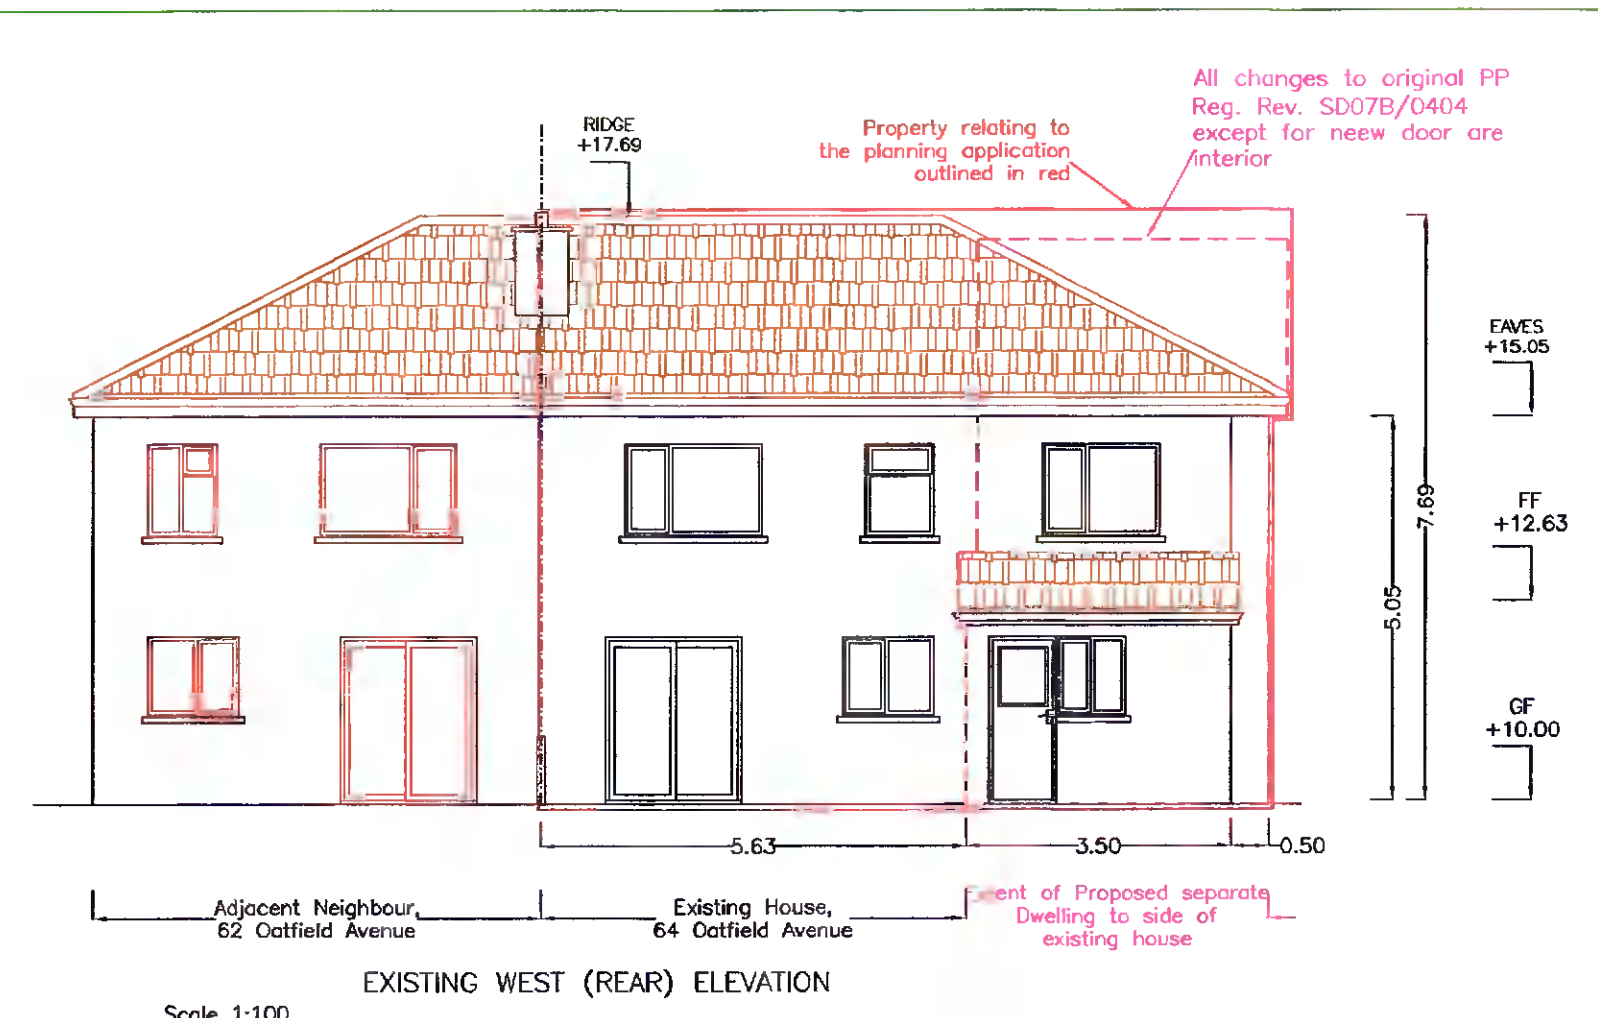 All changes to original PP
Reg. Rev. SD07B/0404
except for neew door are
interior
Property relating to
the planning application
outlined in red
RIDGE
+17.69
EAVES
+15.05
7.69
FF
+12.63
5.05
GF
+10.00
5.63
3.50
0.50
Adjacent Neighbour,
62 Oatfield Avenue
Existing House,
64 Oatfield Avenue
of Proposed separate
Dwelling to side of
existing house
EXISTING WEST (REAR) ELEVATION
Scale 1:100